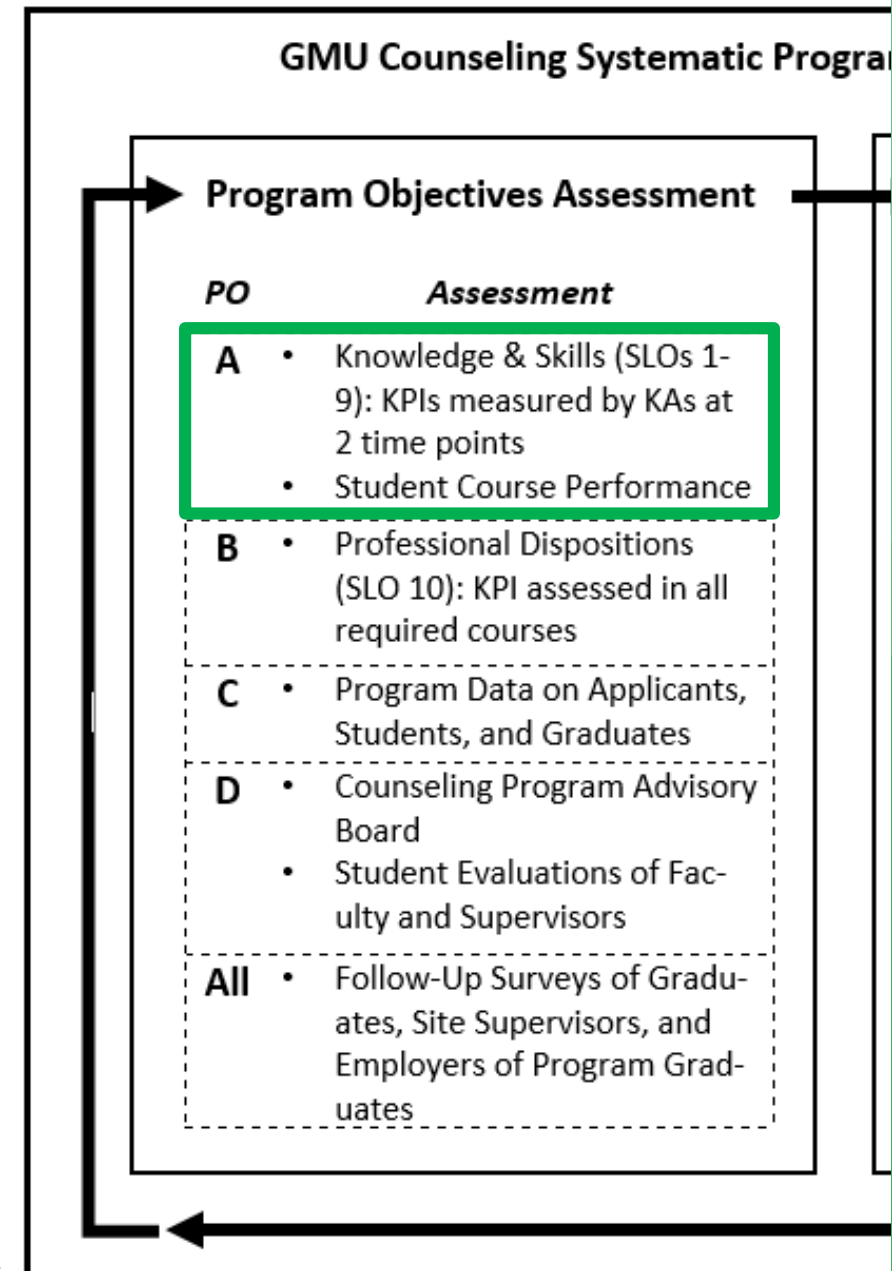 GMU Counseling Systematic
Program Objectives Assessment
PO Assessment
A • Knowledge & Skills (SLOs 1-
9): KPIs measured by KAs at
2 time points
• Student Course Performance
B • Professional Dispositions
(SLO 10): KPI assessed in all
required courses
C • Program Data on Applicants,
Students, and Graduates
D • Counseling Program Advisory
Board
• Student Evaluations of Fac-
ulty and Supervisors
All • Follow-Up Surveys of Gradu-
ates, Site Supervisors, and
Employers of Program Grad-
uates